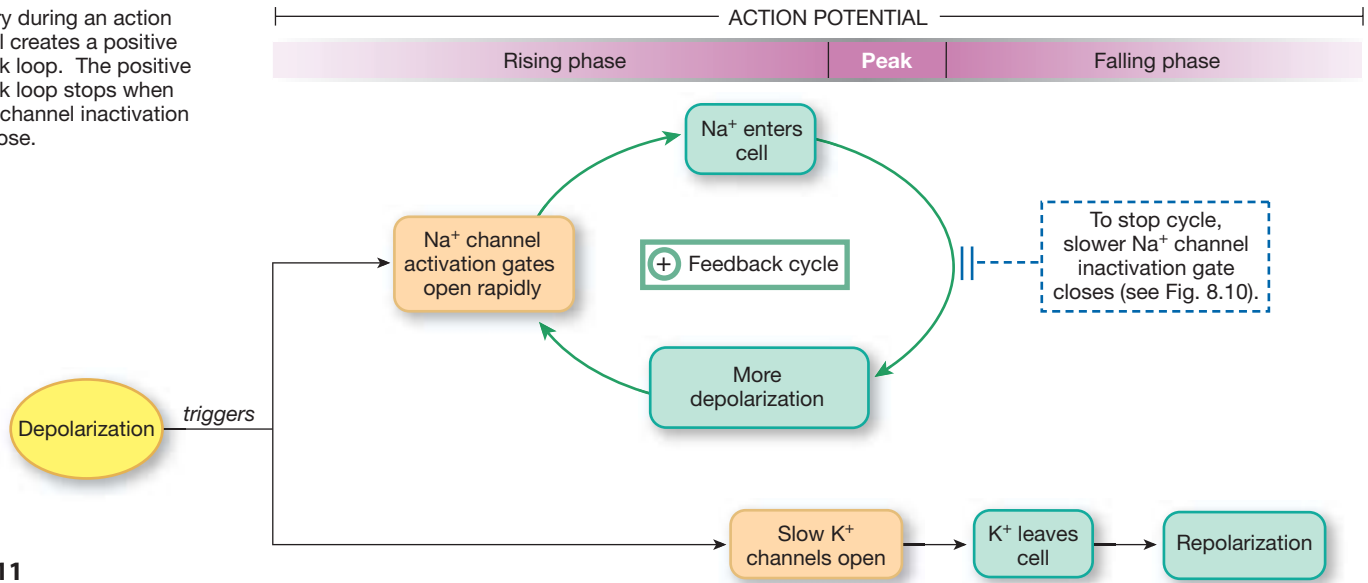 ry during an action
l creates a positive
k loop. The positive
k loop stops when
channel inactivation
ose.
ACTION POTENTIAL
Rising phase
Peak
Falling phase
Na⁺ enters
cell
Na⁺ channel
activation gates
open rapidly
+ Feedback cycle
To stop cycle,
slower Na⁺ channel
inactivation gate
closes (see Fig. 8.10).
More
depolarization
Depolarization
triggers
Slow K⁺
channels open
K⁺ leaves
cell
Repolarization
11